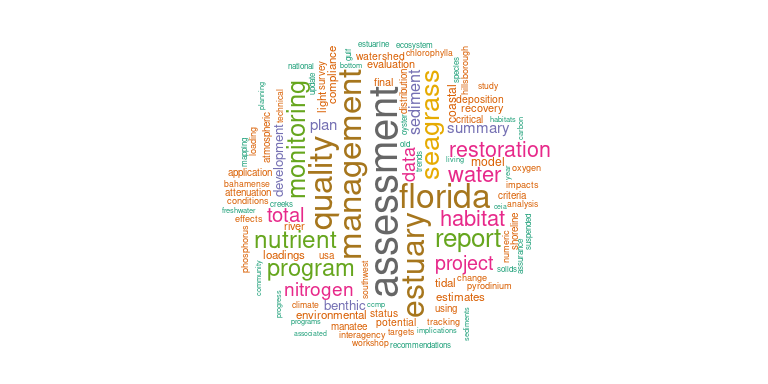 estuarine
ecosystem
gulf
watershed
chlorophylla
national
bottom
evaluation
species
hillsborough
update
survey
light
compliance
final
distribution
study
planning
technical
monitoring
management
assessment
oyster
sediment
seagrass
coastal
deposition
recovery
critical
habitats
carbon
plan
quality
summary
mapping
loading
atmospheric
development
old
data
trends
living
restoration
model
water
year
oxygen
application
bahamense
attenuation
conditions
creeks
florida
impacts
criteria
ceia
analysis
freshwater
effects
total
river
estuary
habitat
shoreline
suspended
phosphorus
nutrient
report
numeric
assurance
loadings
usa
southwest
project
solids
community
program
change
tidal
pyrodinium
progress
nitrogen
estimates
climate
benthic
ccmp
using
environmental
status
programs
manatee
potential
tracking
associated
interagency
targets
implications
sediments
workshop
recommendations